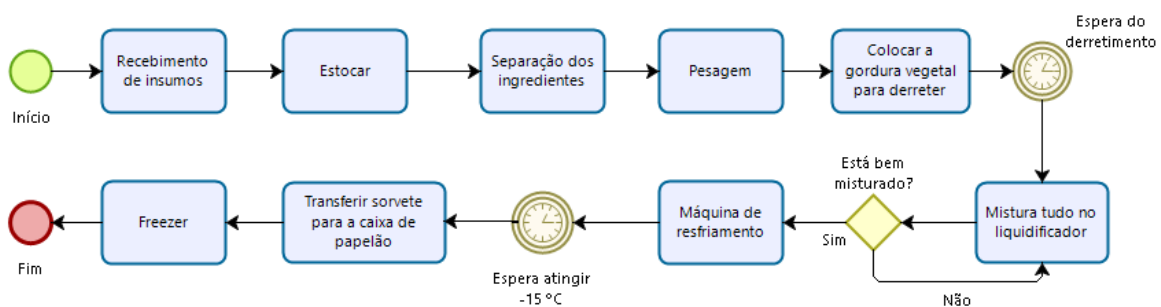 Início
Recebimento
de insumos
Estocar
Separação dos
ingredientes
Pesagem
Colocar a
gordura vegetal
para derreter
Espera do
derretimento
Mistura tudo no
liquidificador
Está bem
misturado?
Sim
Não
Máquina de
resfriamento
Espera atingir
-15 ºC
Transferir sorvete
para a caixa de
papelão
Freezer
Fim